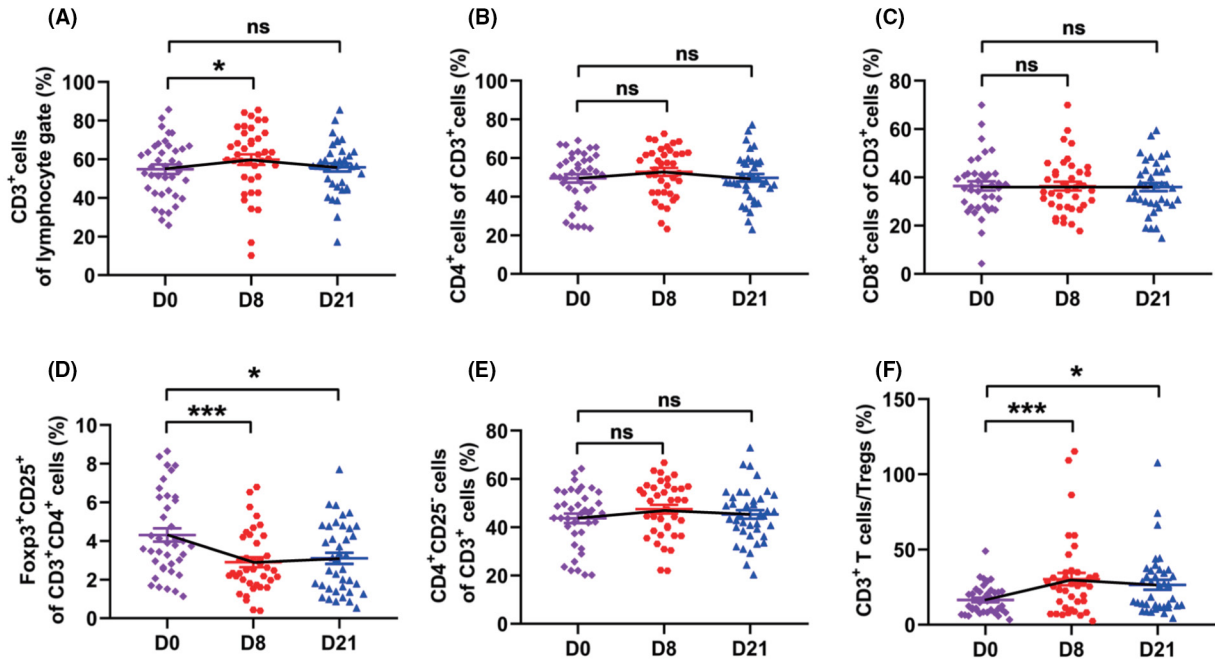 (A)
ns
*
CD3⁺ cells
of lymphocyte gate (%)
100
80
60
40
20
0
D0 D8 D21
(B)
ns
ns
CD4⁺ cells of CD3⁺ cells (%)
100
80
60
40
20
0
D0 D8 D21
(C)
ns
ns
CD8⁺ cells of CD3⁺ cells (%)
80
60
40
20
0
D0 D8 D21
(D)
*
***
Foxp3⁺CD25⁺
of CD3⁺CD4⁺ cells (%)
10
8
6
4
2
0
D0 D8 D21
(E)
ns
ns
CD4⁺ CD25⁻ cells
of CD3⁺ cells (%)
80
60
40
20
0
D0 D8 D21
(F)
*
***
CD3⁺ T cells/Tregs (%)
150
100
50
0
D0 D8 D21